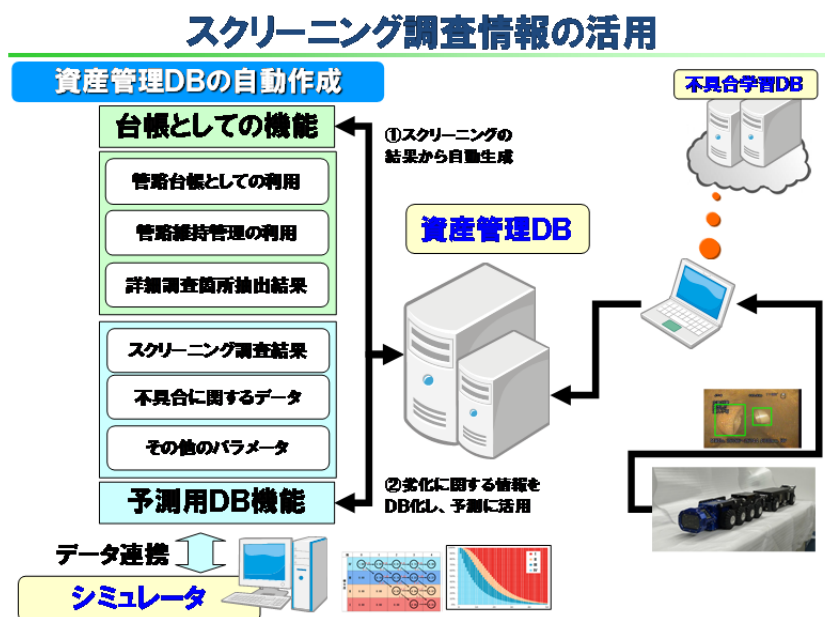 スクリーニング調査情報の活用
資産管理DBの自動作成
不具合学習DB
台帳としての機能
①スクリーニングの
結果から自動生成
管路台帳としての利用
管路維持管理の利用
詳細調査箇所抽出結果
資産管理DB
スクリーニング調査結果
不具合に関するデータ
その他のパラメータ
予測用DB機能
②劣化に関する情報を
DB化し、予測に活用
データ連携
シミュレータ